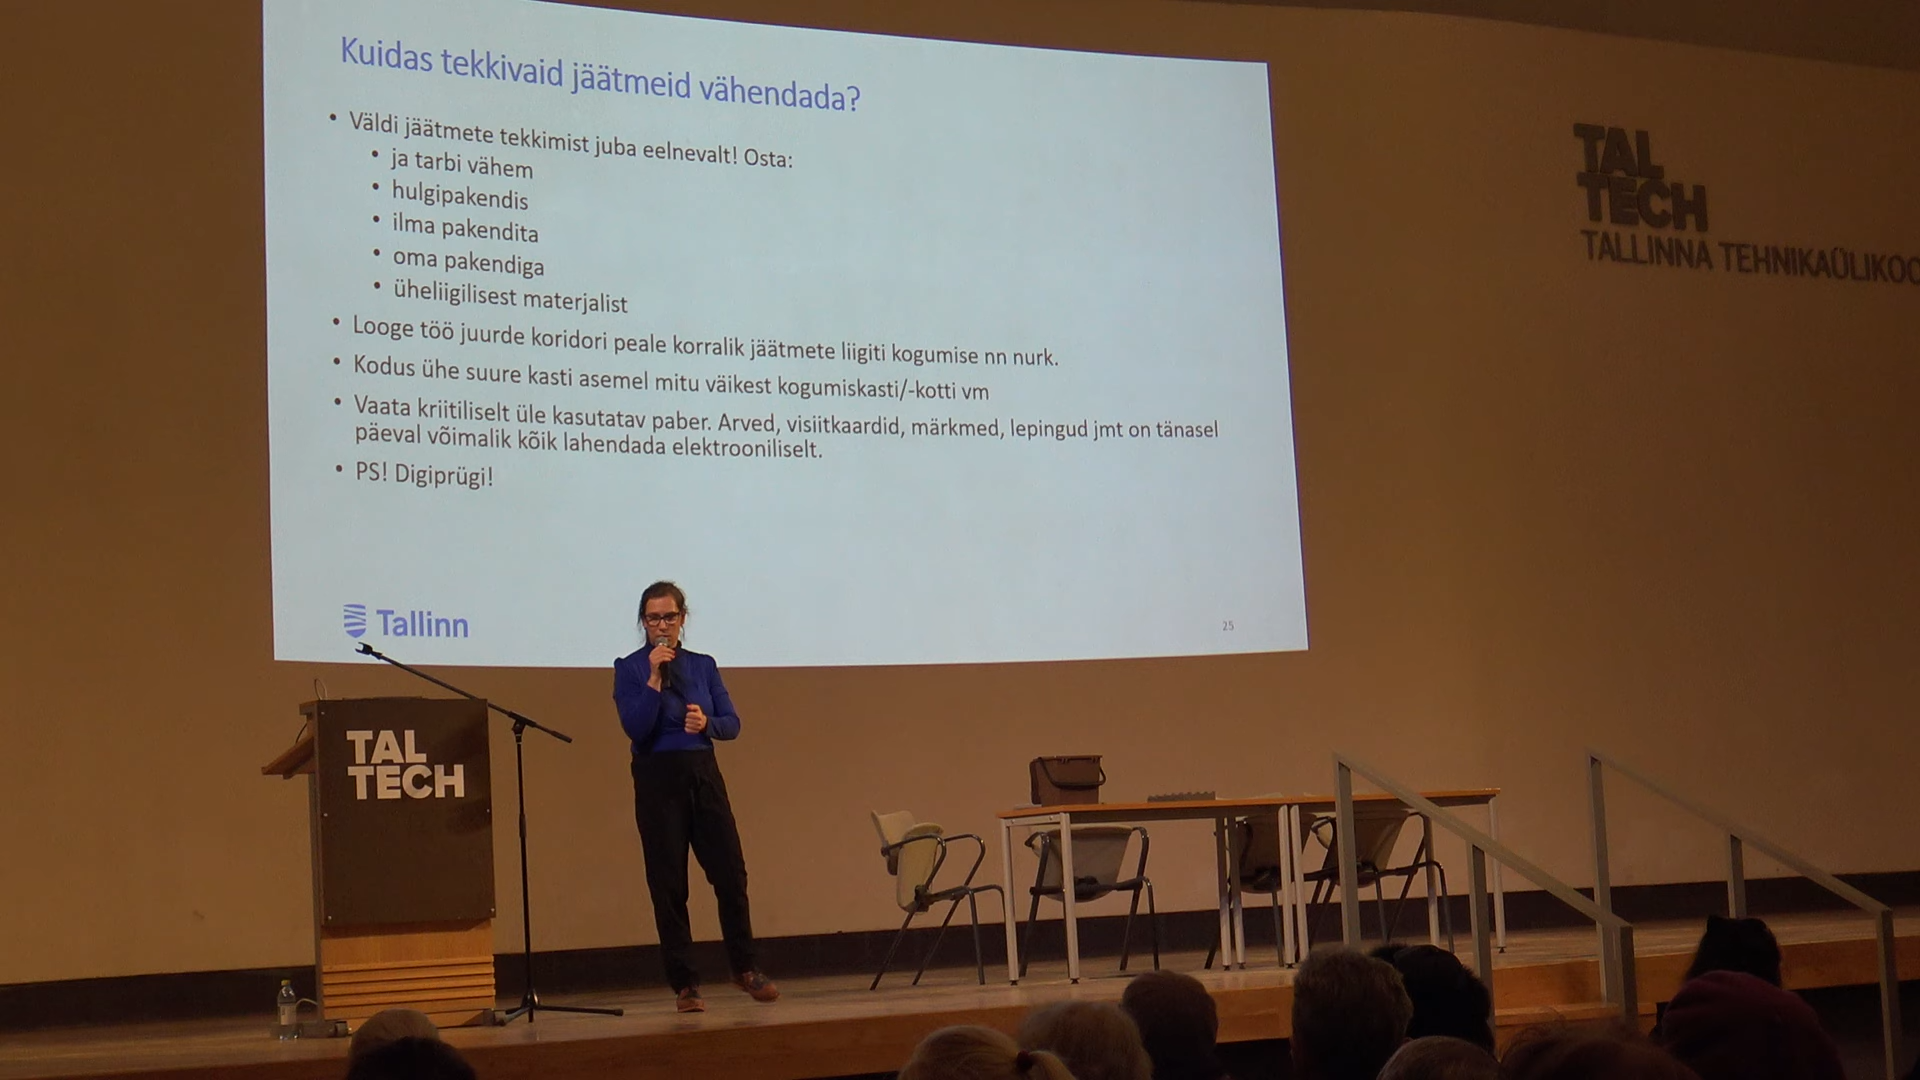 Kuidas tekkivaid jäätmeid vähendada?
• Väldi jäätmete tekkimist juba eelnevalt! Osta:
• ja tarbi vähem
• hulgipakendis
• ilma pakendita
• oma pakendiga
• üheliigilisest materjalist
• Looge töö juurde koridori peale korralik jäätmete liigiti kogumise nn nurk.
• Kodus ühe suure kasti asemel mitu väikest kogumiskasti/-kotti vm
• Vaata kriitiliselt üle kasutatav paber. Arved, visiitkaardid, märkmed, lepingud jmt on tänasel
päeval võimalik kõik lahendada elektrooniliselt.
• PS! Digiprügi!
Tallinn
25
TAL
TECH
TALLINNA TEHNIKAÜLIKOO
TAL
TECH